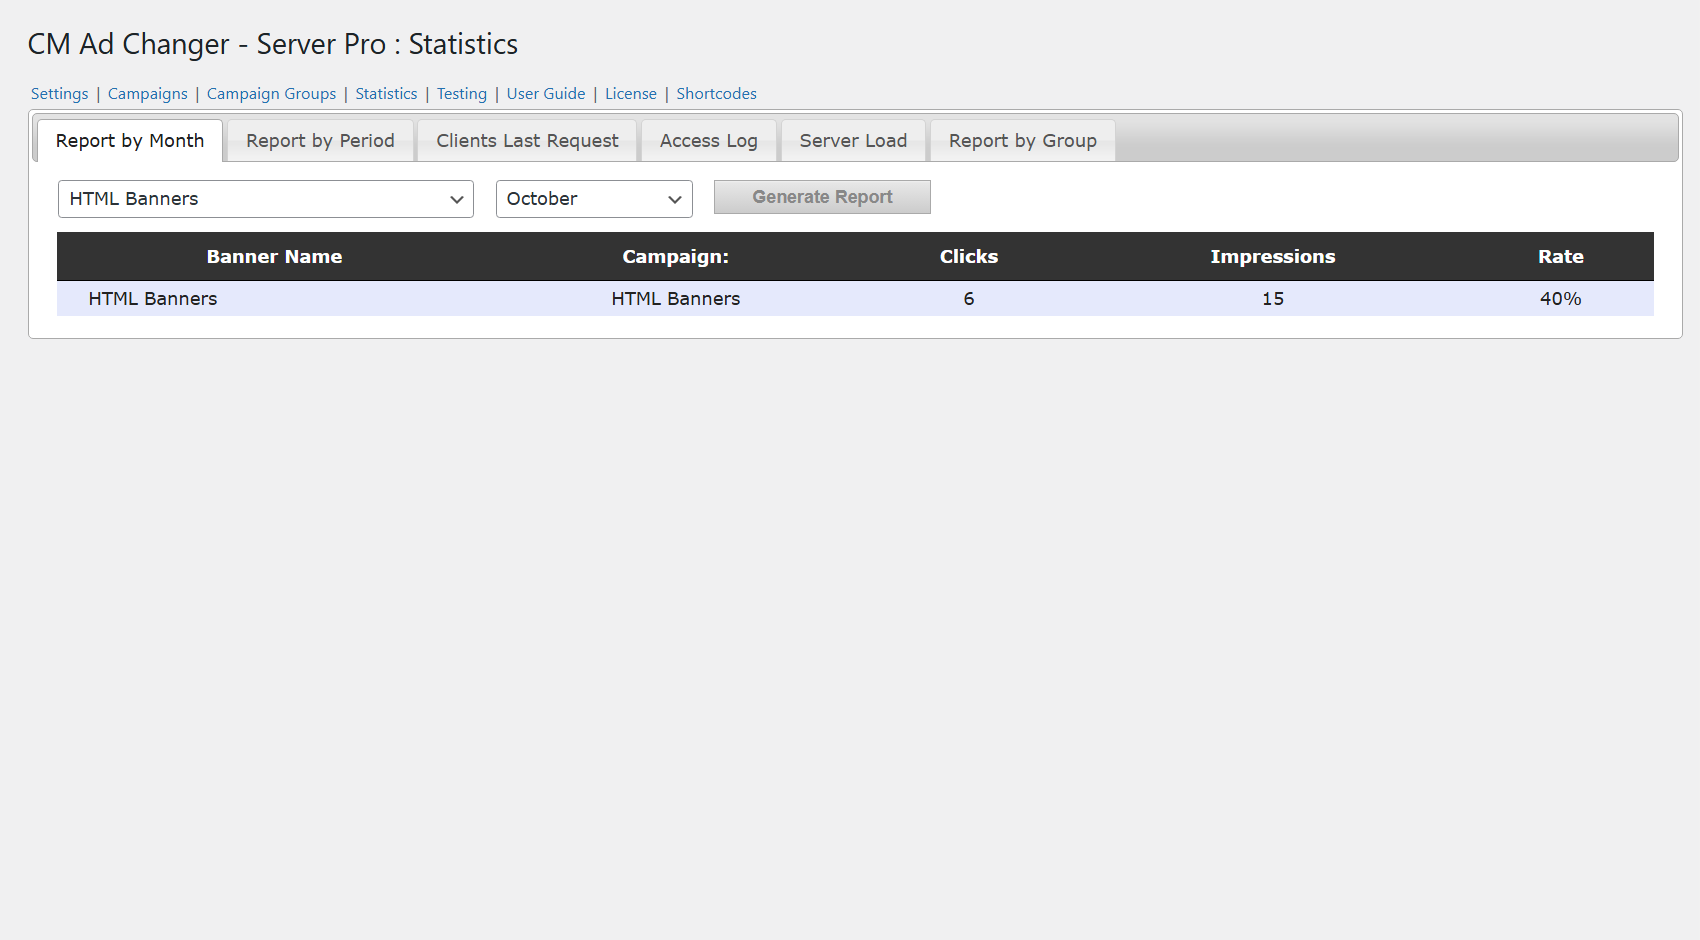 CM Ad Changer - Server Pro : Statistics
Settings | Campaigns | Campaign Groups | Statistics | Testing | User Guide | License | Shortcodes
Report by Month Report by Period Clients Last Request Access Log Server Load Report by Group
HTML Banners October Generate Report
Banner Name Campaign: Clicks Impressions Rate
HTML Banners HTML Banners 6 15 40%